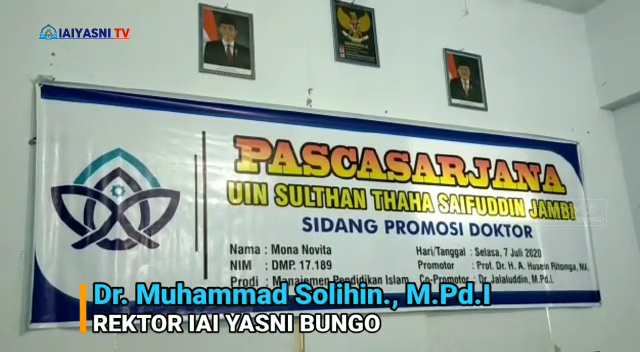 IAIYASNI TV
PASCASARJANA
UIN SULTHAN THAHA SAIFUDDIN JAMBI
SIDANG PROMOSI DOKTOR
Nama : Mona Novita
Hari/Tanggal : Selasa, 7 Juli 2020
NIM : DMP. 17.189
Promotor : Prof. Dr. H. A. Husein Ritonga, MA.
Prodi : Manajemen Pendidikan Islam
Co-Promotor : Dr. Jalaluddin, M.Pd.I.
Dr. Muhammad Solihin., M.Pd.I
REKTOR IAI YASNI BUNGO